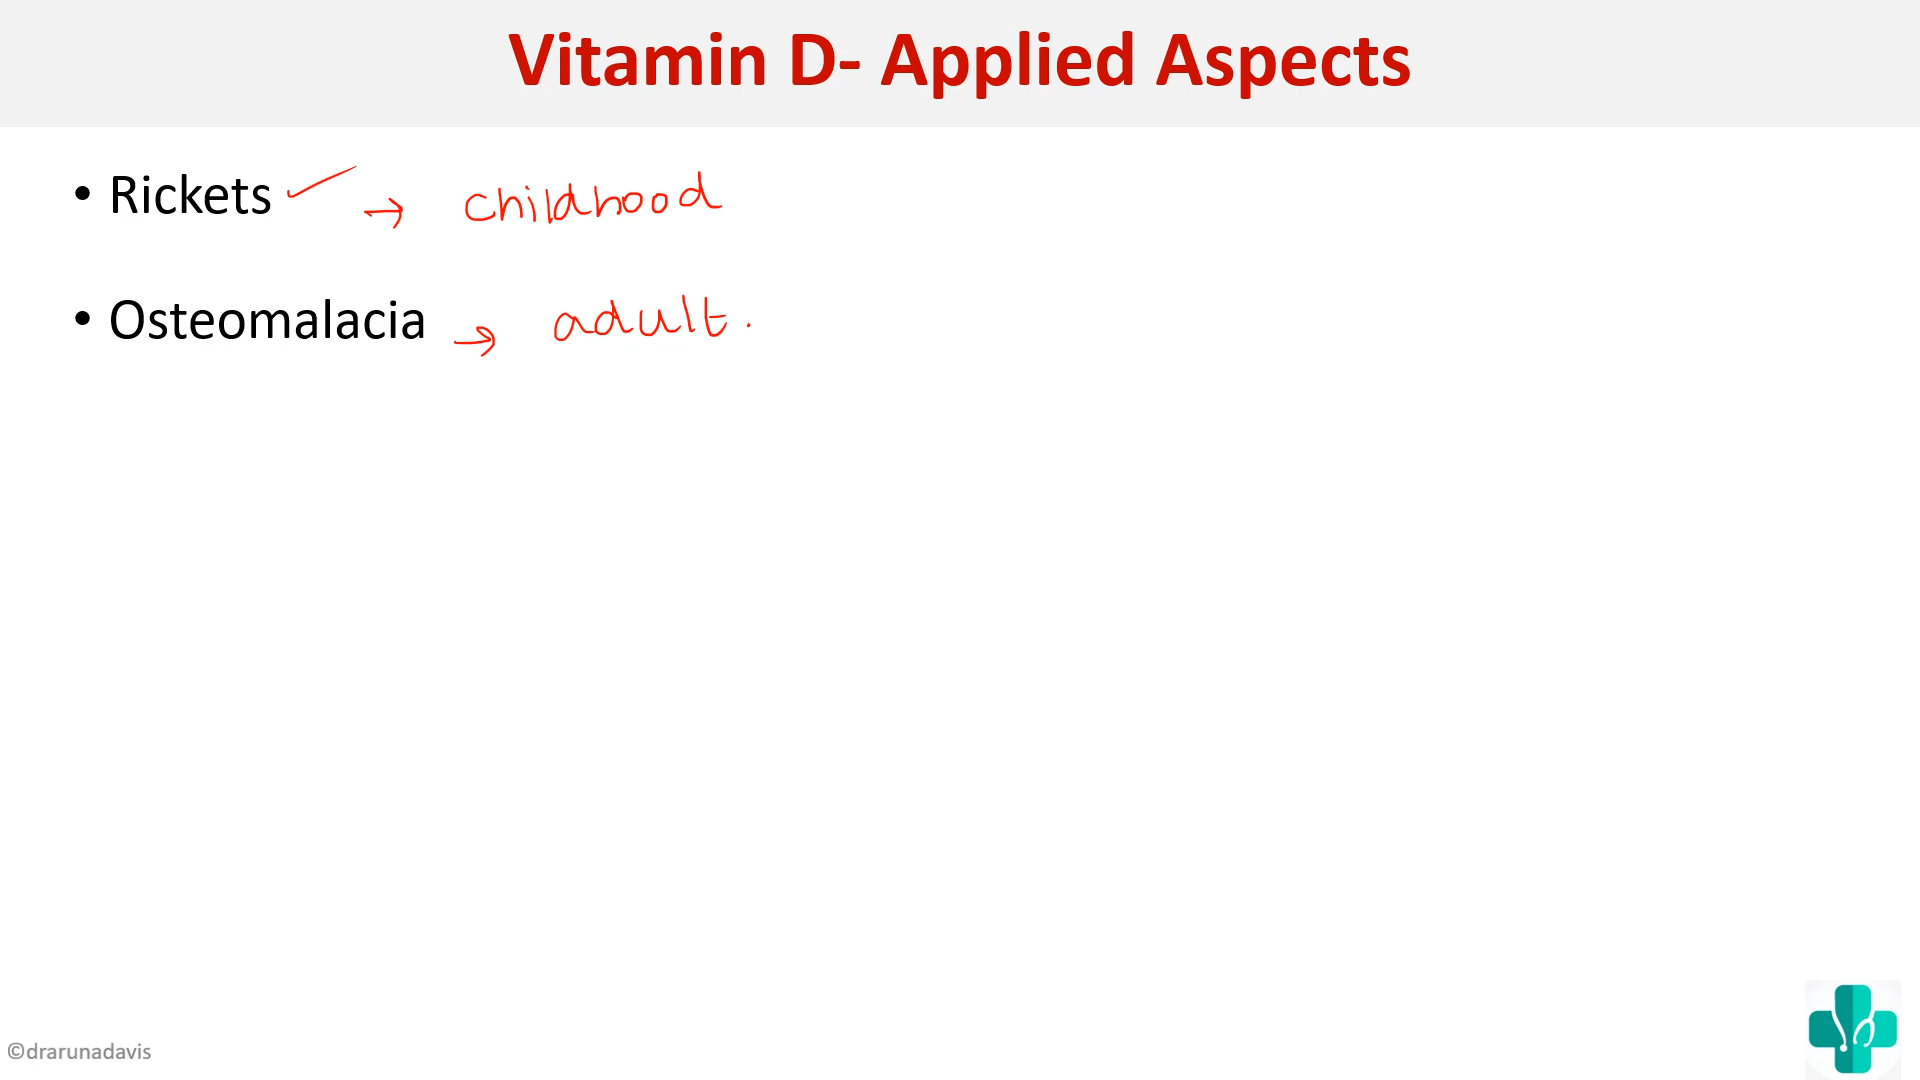 Vitamin D- Applied Aspects
• Rickets → childhood
• Osteomalacia → adult.
©drarunadavis